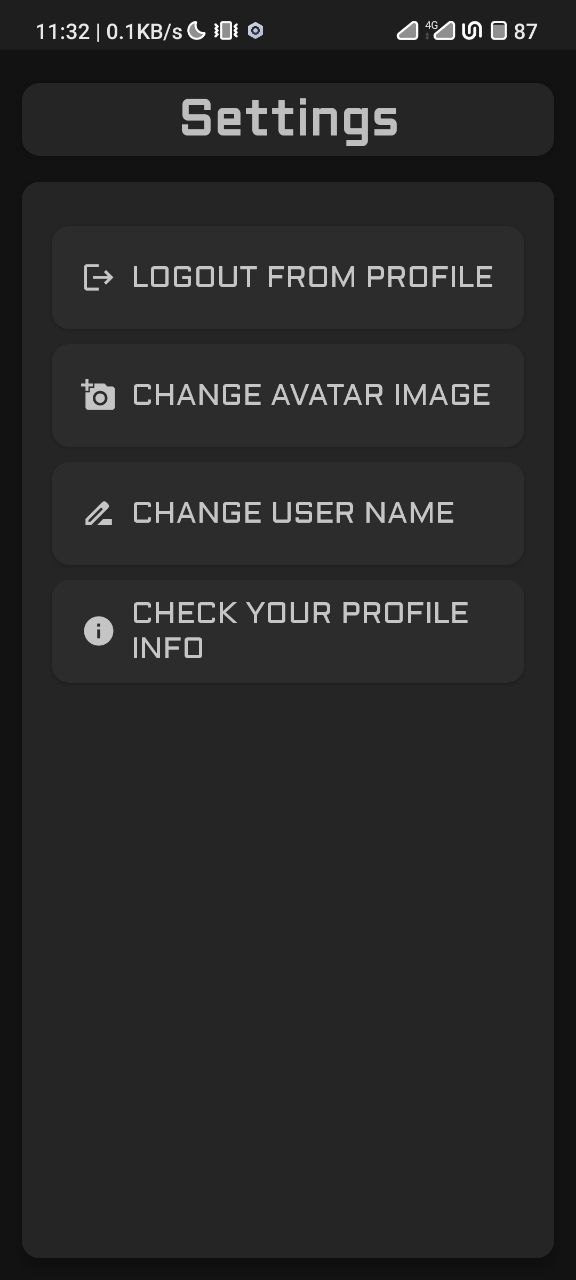 11:32 | 0.1KB/s 4G 87
Settings
LOGOUT FROM PROFILE
CHANGE AVATAR IMAGE
CHANGE USER NAME
CHECK YOUR PROFILE
INFO